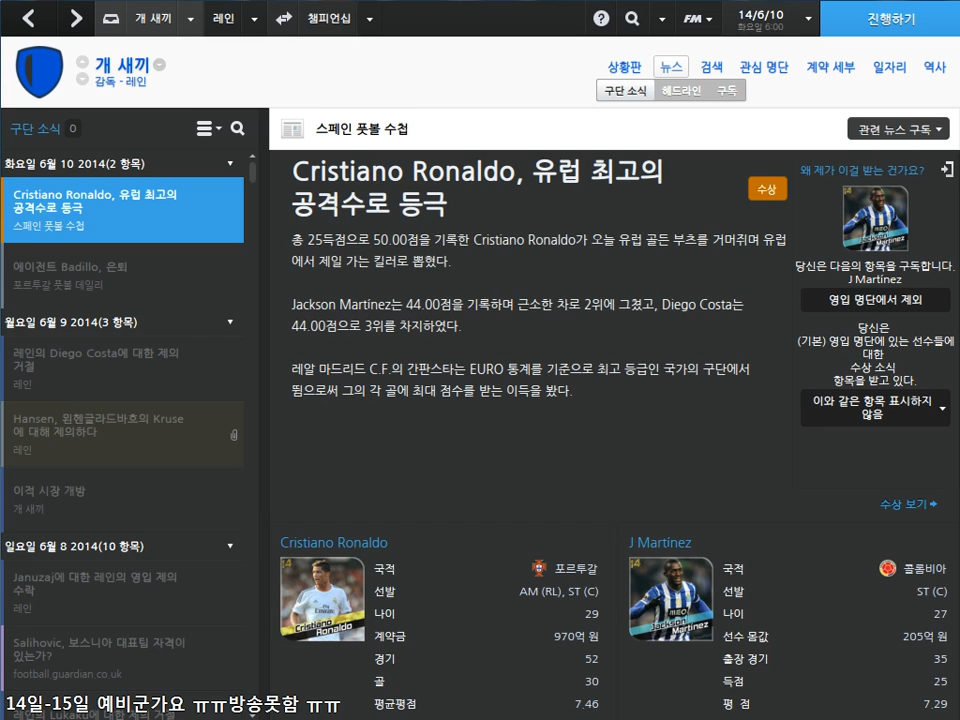 개 새끼
레인
챔피언십
?
FM
14/6/10
화요일 6:00
진행하기
개 새끼
감독 - 레인
상황판
뉴스
검색
관심 명단
계약 세부
일자리
역사
구단 소식
헤드라인
구독
구단 소식 0
스페인 풋볼 수첩
관련 뉴스 구독
화요일 6월 10 2014(2 항목)
Cristiano Ronaldo, 유럽 최고의
공격수로 등극
스페인 풋볼 수첩
에이전트 Badillo, 은퇴
포르투갈 풋볼 데일리
월요일 6월 9 2014(3 항목)
레인의 Diego Costa에 대한 제의
거절
레인
Hansen, 묀헨글라드바흐의 Kruse
에 대해 제의하다
레인
이적 시장 개방
개 새끼
일요일 6월 8 2014(10 항목)
Januzaj에 대한 레인의 영입 제의
수락
레인
Salihovic, 보스니아 대표팀 자격이
있는가?
football.guardian.co.uk
레인의 Lukaku에 대한 제의 거절
14일-15일 예비군가요 ㅠㅠ방송못함 ㅠㅠ
Cristiano Ronaldo, 유럽 최고의
공격수로 등극
수상
총 25득점으로 50.00점을 기록한 Cristiano Ronaldo가 오늘 유럽 골든 부츠를 거머쥐며 유럽
에서 제일 가는 킬러로 뽑혔다.
Jackson Martínez는 44.00점을 기록하며 근소한 차로 2위에 그쳤고, Diego Costa는
44.00점으로 3위를 차지하였다.
레알 마드리드 C.F.의 간판스타는 EURO 통계를 기준으로 최고 등급인 국가의 구단에서
뜀으로써 그의 각 골에 최대 점수를 받는 이득을 봤다.
왜 제가 이걸 받는 건가요?
Jackson Martinez
당신은 다음의 항목을 구독합니다.
J Martínez
영입 명단에서 제외
당신은
(기본) 영입 명단에 있는 선수들에
대한
수상 소식
항목을 받고 있다.
이와 같은 항목 표시하지
않음
수상 보기
Cristiano Ronaldo
14
Cristiano Ronaldo
국적 포르투갈
선발 AM (RL), ST (C)
나이 29
계약금 970억 원
경기 52
골 30
평균평점 7.46
J Martínez
14
Jackson Martinez
국적 콜롬비아
선발 ST (C)
나이 27
선수 몸값 205억 원
출장 경기 35
득점 25
평 점 7.29